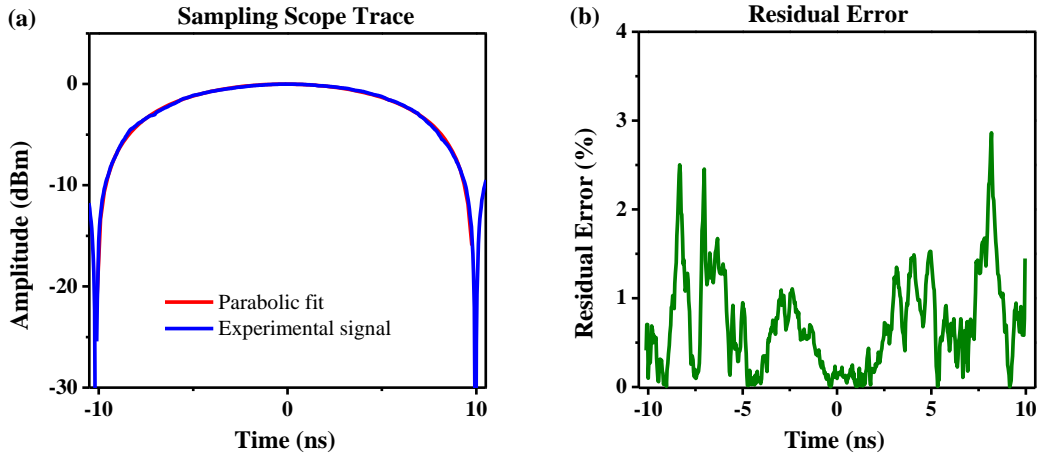 (a)
Sampling Scope Trace
0
-10
-20
-30
Amplitude (dBm)
Parabolic fit
Experimental signal
-10
0
10
Time (ns)
(b)
Residual Error
4
3
2
1
0
Residual Error (%)
-10
-5
0
5
10
Time (ns)